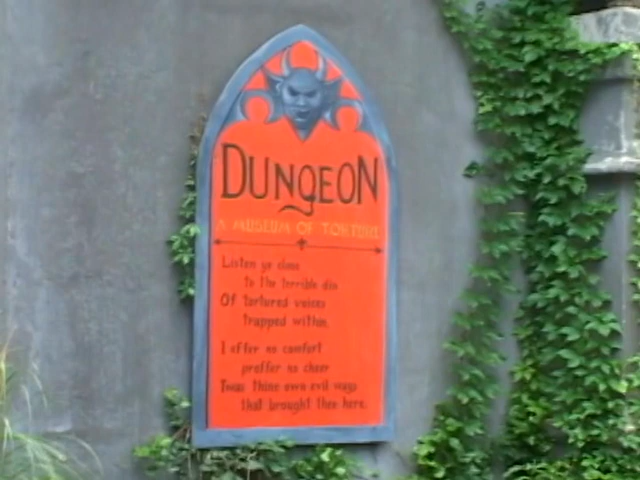 DUNGEON
A MUSEUM OF TORTURE
Listen ye close
to the terrible din
Of tortured voices
trapped within.
I offer no comfort
proffer no cheer
Twas thine own evil ways
that brought thee here.